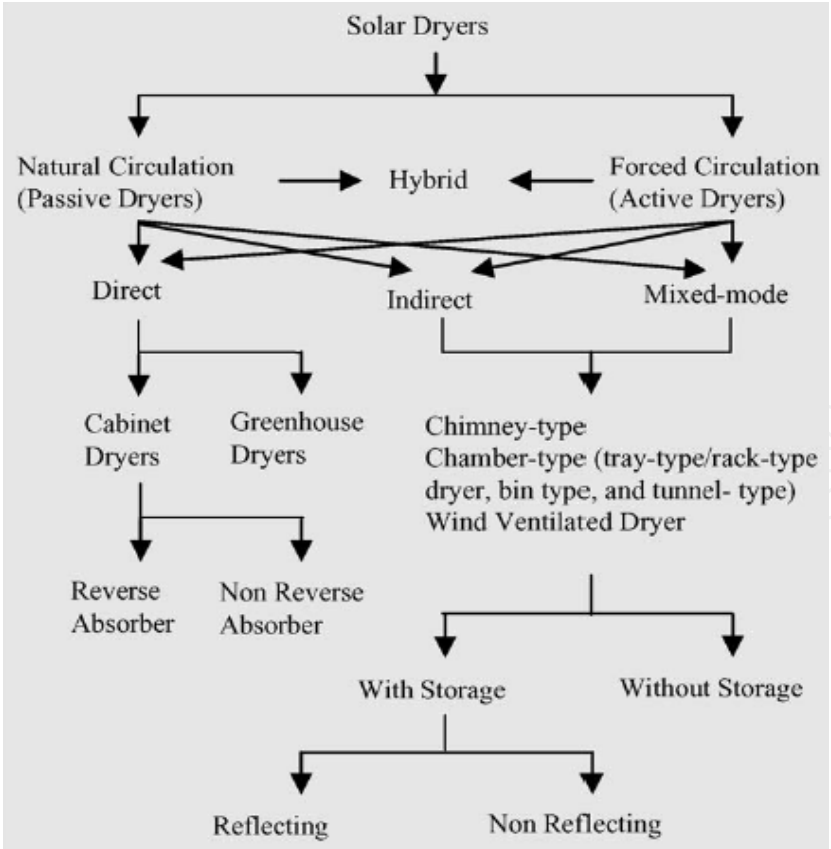 Solar Dryers
Natural Circulation
(Passive Dryers)
Hybrid
Forced Circulation
(Active Dryers)
Direct
Indirect
Mixed-mode
Cabinet
Dryers
Greenhouse
Dryers
Chimney-type
Chamber-type (tray-type/rack-type
dryer, bin type, and tunnel- type)
Wind Ventilated Dryer
Reverse
Absorber
Non Reverse
Absorber
With Storage
Without Storage
Reflecting
Non Reflecting